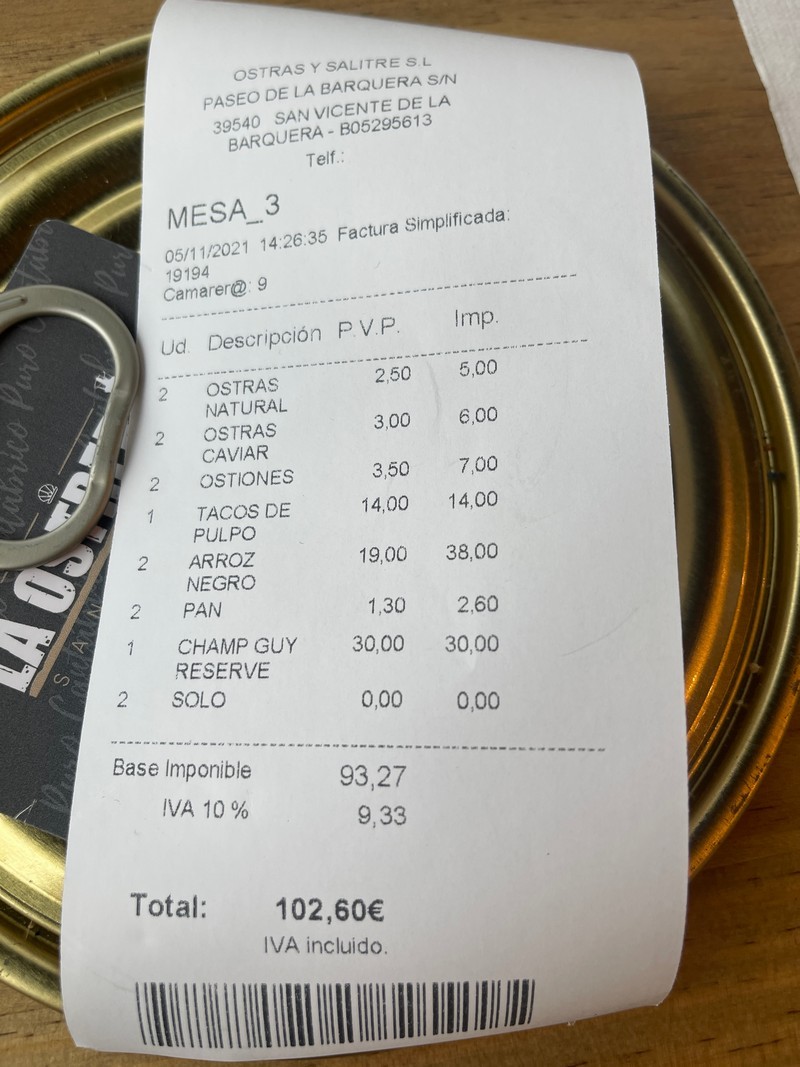 OSTRAS Y SALITRE S.L
PASEO DE LA BARQUERA S/N
39540 SAN VICENTE DE LA
BARQUERA - B05295613
Telf.:
MESA_3
05/11/2021 14:26:35 Factura Simplificada:
19194
Camarer@: 9
Ud. Descripción P.V.P. Imp.
2 OSTRAS 2,50 5,00
NATURAL
2 OSTRAS 3,00 6,00
CAVIAR
2 OSTIONES 3,50 7,00
1 TACOS DE 14,00 14,00
PULPO
2 ARROZ 19,00 38,00
NEGRO
2 PAN 1,30 2,60
1 CHAMP GUY 30,00 30,00
RESERVE
2 SOLO 0,00 0,00
Base Imponible 93,27
IVA 10 % 9,33
Total: 102,60€
IVA incluido.
LA
Puro